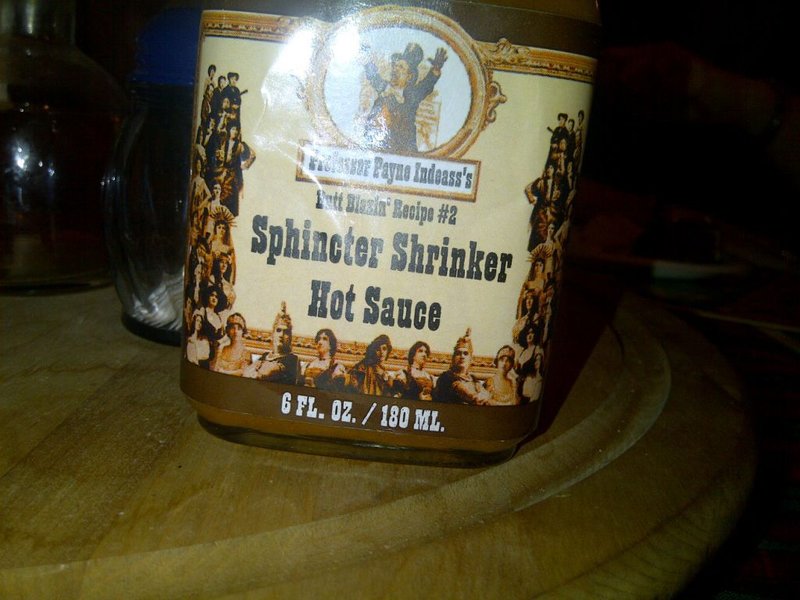 Professor Payne Indeass's
Butt Blazin' Recipe #2
Sphincter Shrinker
Hot Sauce
6 FL. OZ. / 180 ML.